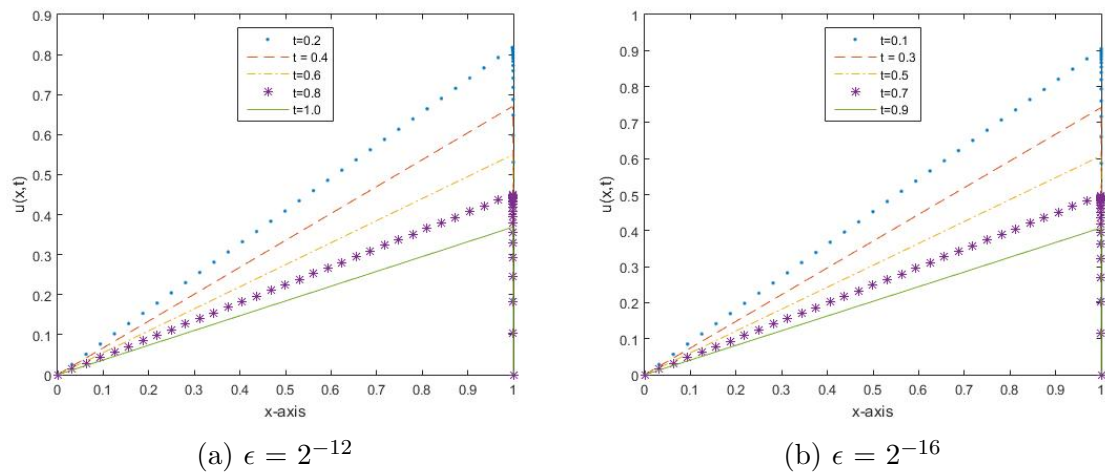 0.9
0.8
0.7
0.6
0.5
0.4
0.3
0.2
0.1
0
u(x,t)
t=0.2
t = 0.4
t=0.6
t=0.8
t=1.0
0 0.1 0.2 0.3 0.4 0.5 0.6 0.7 0.8 0.9 1
x-axis
(a) ϵ = 2⁻¹²
1
0.9
0.8
0.7
0.6
0.5
0.4
0.3
0.2
0.1
0
u(x,t)
t=0.1
t = 0.3
t=0.5
t=0.7
t=0.9
0 0.1 0.2 0.3 0.4 0.5 0.6 0.7 0.8 0.9 1
x-axis
(b) ϵ = 2⁻¹⁶